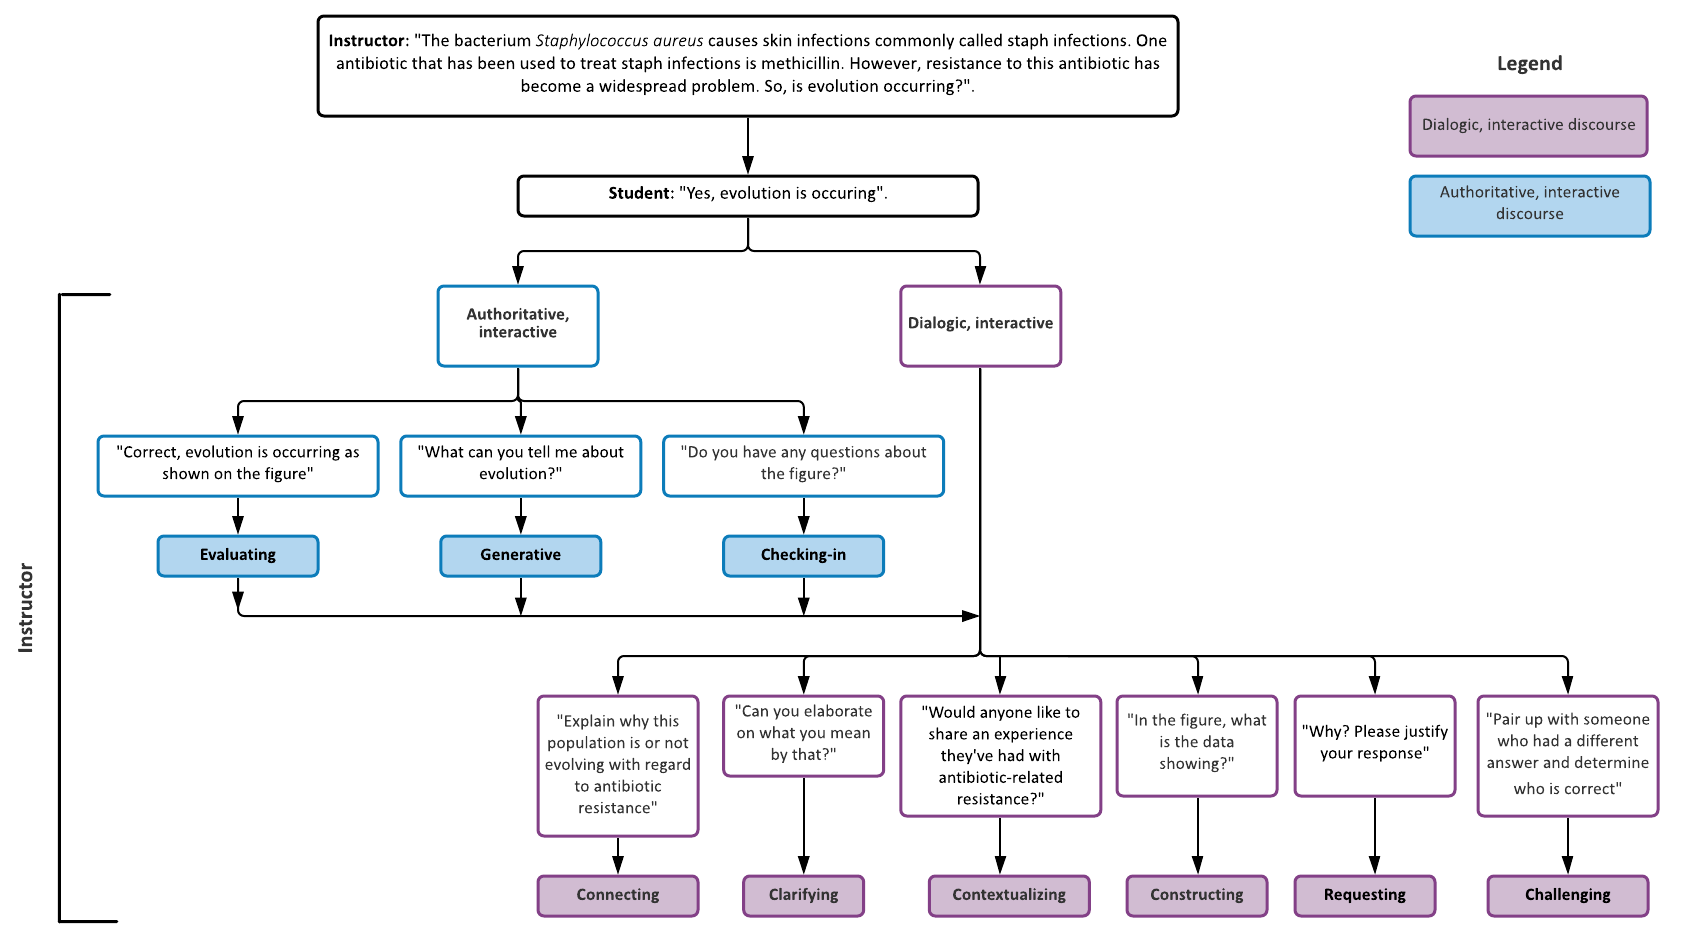 Instructor: "The bacterium Staphylococcus aureus causes skin infections commonly called staph infections. One
antibiotic that has been used to treat staph infections is methicillin. However, resistance to this antibiotic has
become a widespread problem. So, is evolution occurring?".
Legend
Dialogic, interactive discourse
Authoritative, interactive
discourse
Student: "Yes, evolution is occuring".
Authoritative,
interactive
Dialogic, interactive
"Correct, evolution is occurring as
shown on the figure"
"What can you tell me about
evolution?"
"Do you have any questions about
the figure?"
Evaluating
Generative
Checking-in
Instructor
"Explain why this
population is or not
evolving with regard
to antibiotic
resistance"
"Can you elaborate
on what you mean
by that?"
"Would anyone like to
share an experience
they've had with
antibiotic-related
resistance?"
"In the figure, what
is the data
showing?"
"Why? Please justify
your response"
"Pair up with someone
who had a different
answer and determine
who is correct"
Connecting
Clarifying
Contextualizing
Constructing
Requesting
Challenging